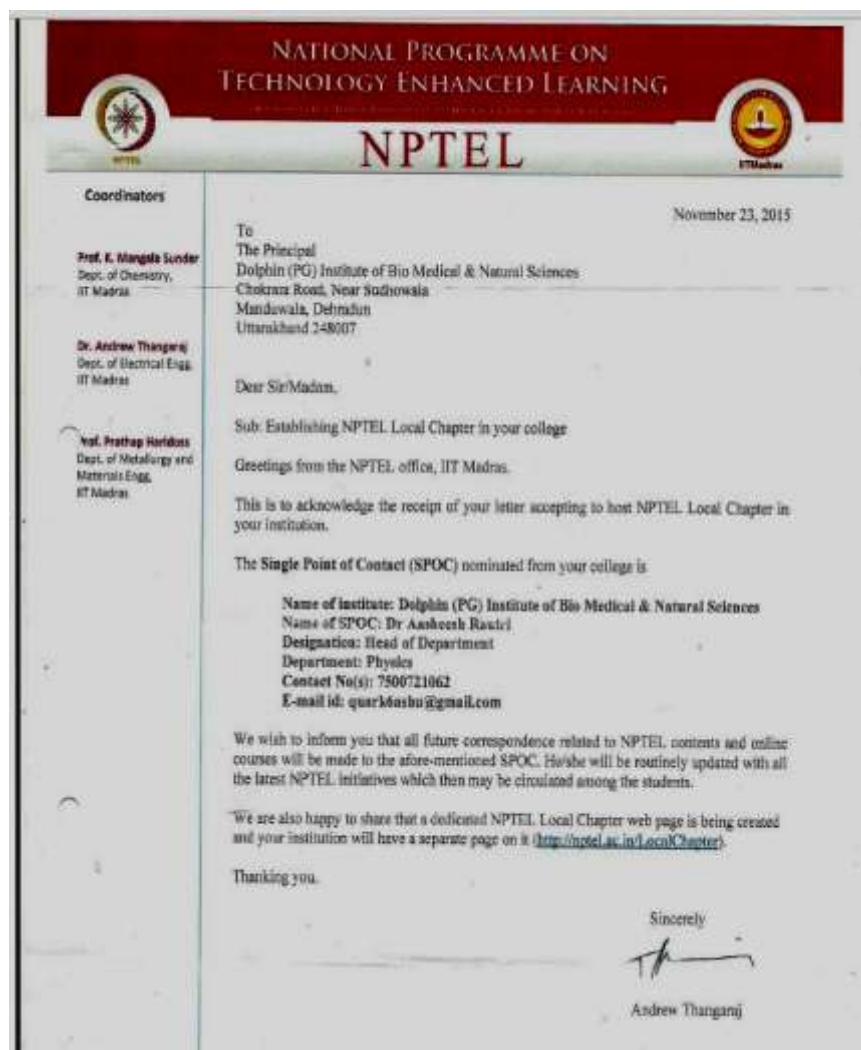 NATIONAL PROGRAMME ON
TECHNOLOGY ENHANCED LEARNING
NPTEL
NPTEL
IITMadras
Coordinators
Prof. K. Mangala Sunder
Dept. of Chemistry,
IIT Madras
Dr. Andrew Thangaraj
Dept. of Electrical Engg.
IIT Madras
Prof. Prathap Haridoss
Dept. of Metallurgy and
Materials Engg.
IIT Madras
November 23, 2015
To
The Principal
Dolphin (PG) Institute of Bio Medical & Natural Sciences
Chokrara Road, Near Sudhowala
Manduwala, Dehradun
Uttarakhand 248007
Dear Sir/Madam,
Sub: Establishing NPTEL Local Chapter in your college
Greetings from the NPTEL office, IIT Madras.
This is to acknowledge the receipt of your letter accepting to host NPTEL Local Chapter in
your institution.
The Single Point of Contact (SPOC) nominated from your college is
Name of institute: Dolphin (PG) Institute of Bio Medical & Natural Sciences
Name of SPOC: Dr Aasheesh Rautri
Designation: Head of Department
Department: Physics
Contact No(s): 7500721062
E-mail id: quark6ashu@gmail.com
We wish to inform you that all future correspondence related to NPTEL contents and online
courses will be made to the afore-mentioned SPOC. He/she will be routinely updated with all
the latest NPTEL initiatives which then may be circulated among the students.
We are also happy to share that a dedicated NPTEL Local Chapter web page is being created
and your institution will have a separate page on it (http://nptel.ac.in/LocalChapter).
Thanking you.
Sincerely
Andrew Thangaraj